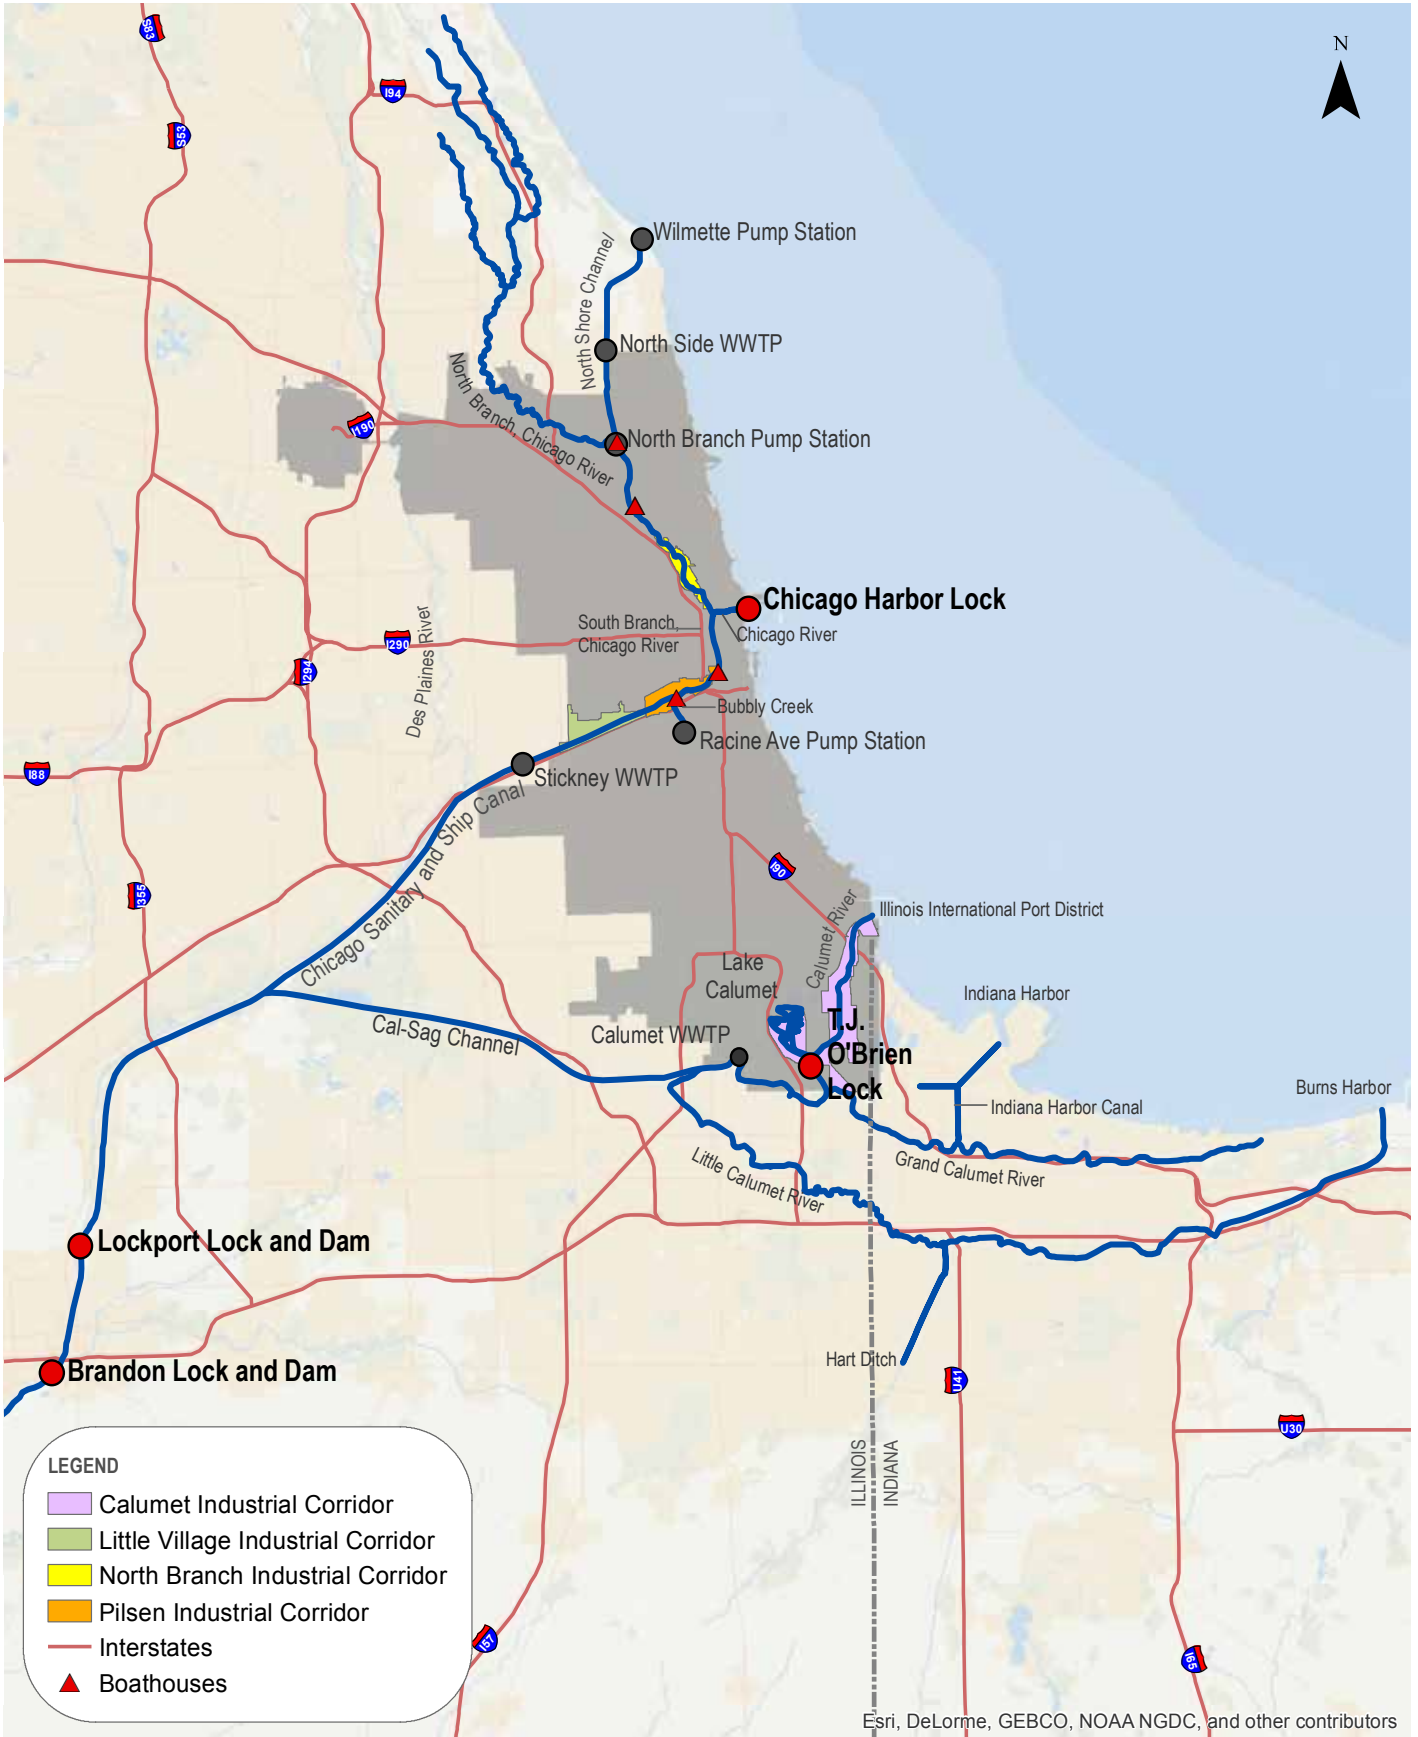 N
S83
I94
S53
Wilmette Pump Station
North Shore Channel
North Side WWTP
North Branch, Chicago River
I190
North Branch Pump Station
Chicago Harbor Lock
South Branch,
Chicago River
Chicago River
I290
I294
Des Plaines River
Bubbly Creek
Racine Ave Pump Station
I88
Stickney WWTP
Chicago Sanitary and Ship Canal
I90
I355
Calumet River
Illinois International Port District
Lake
Calumet
Indiana Harbor
Cal-Sag Channel
Calumet WWTP
T.J.
O'Brien
Lock
Burns Harbor
Indiana Harbor Canal
Grand Calumet River
Little Calumet River
Lockport Lock and Dam
Brandon Lock and Dam
Hart Ditch
U41
U30
ILLINOIS
INDIANA
LEGEND
Calumet Industrial Corridor
Little Village Industrial Corridor
North Branch Industrial Corridor
Pilsen Industrial Corridor
Interstates
Boathouses
I57
I65
Esri, DeLorme, GEBCO, NOAA NGDC, and other contributors